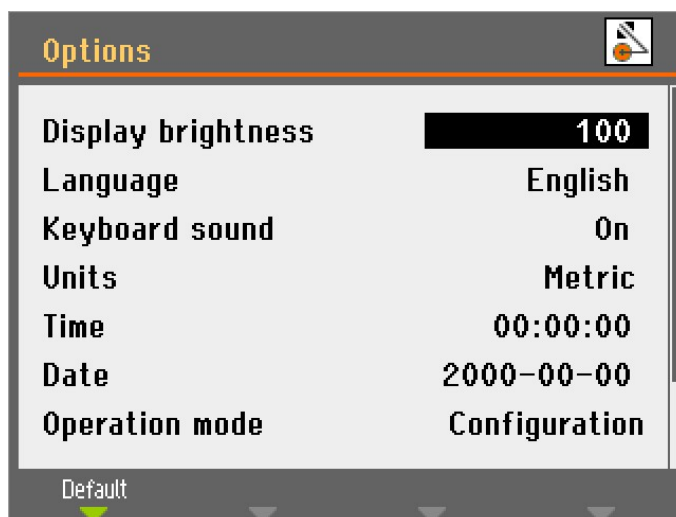 Options
Display brightness 100
Language English
Keyboard sound On
Units Metric
Time 00:00:00
Date 2000-00-00
Operation mode Configuration
Default